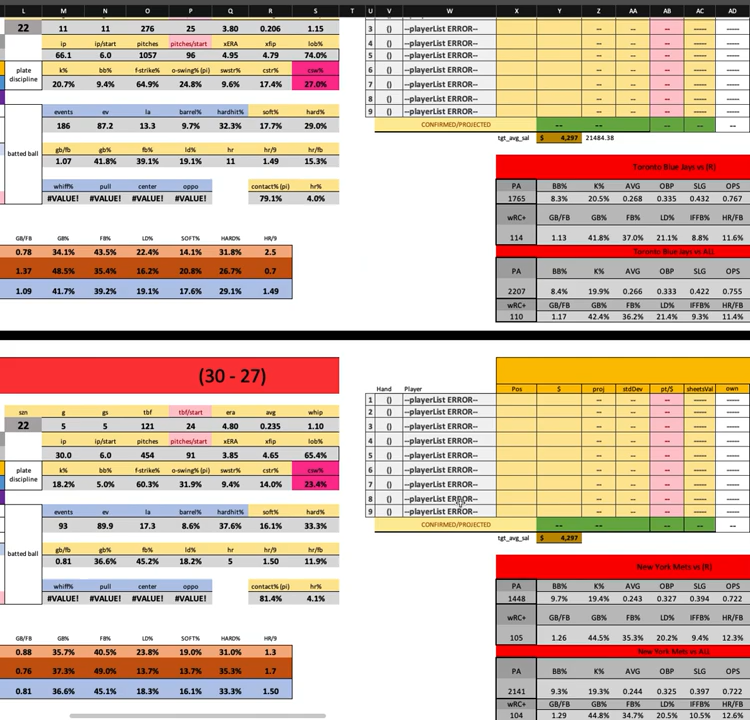 L M N O P Q R S T U V W X Y Z AA AB AC AD
22 11 11 276 25 3.80 0.206 1.15 3 () --playerList ERROR-- -- -- -- ----- -----
ip ip/start pitches pitches/start xERA xfip lob% 4 () --playerList ERROR-- -- -- -- ----- -----
66.1 6.0 1057 96 4.95 4.79 74.0% 5 () --playerList ERROR-- -- -- -- ----- -----
plate discipline k% bb% f-strike% o-swing% (pi) swstr% cstr% csw% 6 () --playerList ERROR-- -- -- -- ----- -----
20.7% 9.4% 64.9% 24.8% 9.6% 17.4% 27.0% 7 () --playerList ERROR-- -- -- -- ----- -----
8 () --playerList ERROR-- -- -- -- ----- -----
batted ball events ev la barrel% hardhit% soft% hard% 9 () --playerList ERROR-- -- -- -- ----- -----
186 87.2 13.3 9.7% 32.3% 17.7% 29.0% CONFIRMED/PROJECTED -- -- -- -- --
tgt_avg_sal $ 4,297 21484.38
gb/fb gb% fb% ld% hr hr/9 hr/fb
1.07 41.8% 39.1% 19.1% 11 1.49 15.3% Toronto Blue Jays vs (R)
whiff% pull center oppo contact% (pi) hr% PA BB% K% AVG OBP SLG OPS
#VALUE! #VALUE! #VALUE! #VALUE! 79.1% 4.0% 1765 8.3% 20.5% 0.268 0.335 0.432 0.767
wRC+ GB/FB GB% FB% LD% IFFB% HR/FB
GB/FB GB% FB% LD% SOFT% HARD% HR/9 114 1.13 41.8% 37.0% 21.1% 8.8% 11.6%
0.78 34.1% 43.5% 22.4% 14.1% 31.8% 2.5 Toronto Blue Jays vs ALL
1.37 48.5% 35.4% 16.2% 20.8% 26.7% 0.7 PA BB% K% AVG OBP SLG OPS
1.09 41.7% 39.2% 19.1% 17.6% 29.1% 1.49 2207 8.4% 19.9% 0.266 0.333 0.422 0.755
wRC+ GB/FB GB% FB% LD% IFFB% HR/FB
110 1.17 42.4% 36.2% 21.4% 9.3% 11.4%
(30 - 27)
Hand Player Pos $ proj stdDev pt/$ sheetsVal own
szn g gs tbf tbf/start era avg whip 1 () --playerList ERROR-- -- -- -- ----- -----
22 5 5 121 24 4.80 0.235 1.10 2 () --playerList ERROR-- -- -- -- ----- -----
3 () --playerList ERROR-- -- -- -- ----- -----
ip ip/start pitches pitches/start xERA xfip lob% 4 () --playerList ERROR-- -- -- -- ----- -----
30.0 6.0 454 91 3.85 4.65 65.4% 5 () --playerList ERROR-- -- -- -- ----- -----
plate discipline k% bb% f-strike% o-swing% (pi) swstr% cstr% csw% 6 () --playerList ERROR-- -- -- -- ----- -----
18.2% 5.0% 60.3% 31.9% 9.4% 14.0% 23.4% 7 () --playerList ERROR-- -- -- -- ----- -----
8 () --playerList ERROR-- -- -- -- ----- -----
batted ball events ev la barrel% hardhit% soft% hard% 9 () --playerList ERROR-- -- -- -- ----- -----
93 89.9 17.3 8.6% 37.6% 16.1% 33.3% CONFIRMED/PROJECTED -- -- -- -- --
tgt_avg_sal $ 4,297
gb/fb gb% fb% ld% hr hr/9 hr/fb
0.81 36.6% 45.2% 18.2% 5 1.50 11.9% New York Mets vs (R)
whiff% pull center oppo contact% (pi) hr% PA BB% K% AVG OBP SLG OPS
#VALUE! #VALUE! #VALUE! #VALUE! 81.4% 4.1% 1448 9.7% 19.4% 0.243 0.327 0.394 0.722
wRC+ GB/FB GB% FB% LD% IFFB% HR/FB
GB/FB GB% FB% LD% SOFT% HARD% HR/9 105 1.26 44.5% 35.3% 20.2% 9.4% 12.3%
0.88 35.7% 40.5% 23.8% 19.0% 31.0% 1.3 New York Mets vs ALL
0.76 37.3% 49.0% 13.7% 13.7% 35.3% 1.7 PA BB% K% AVG OBP SLG OPS
0.81 36.6% 45.1% 18.3% 16.1% 33.3% 1.50 2141 9.3% 19.3% 0.244 0.325 0.397 0.722
wRC+ GB/FB GB% FB% LD% IFFB% HR/FB
104 1.29 44.8% 34.7% 20.5% 10.5% 12.6%